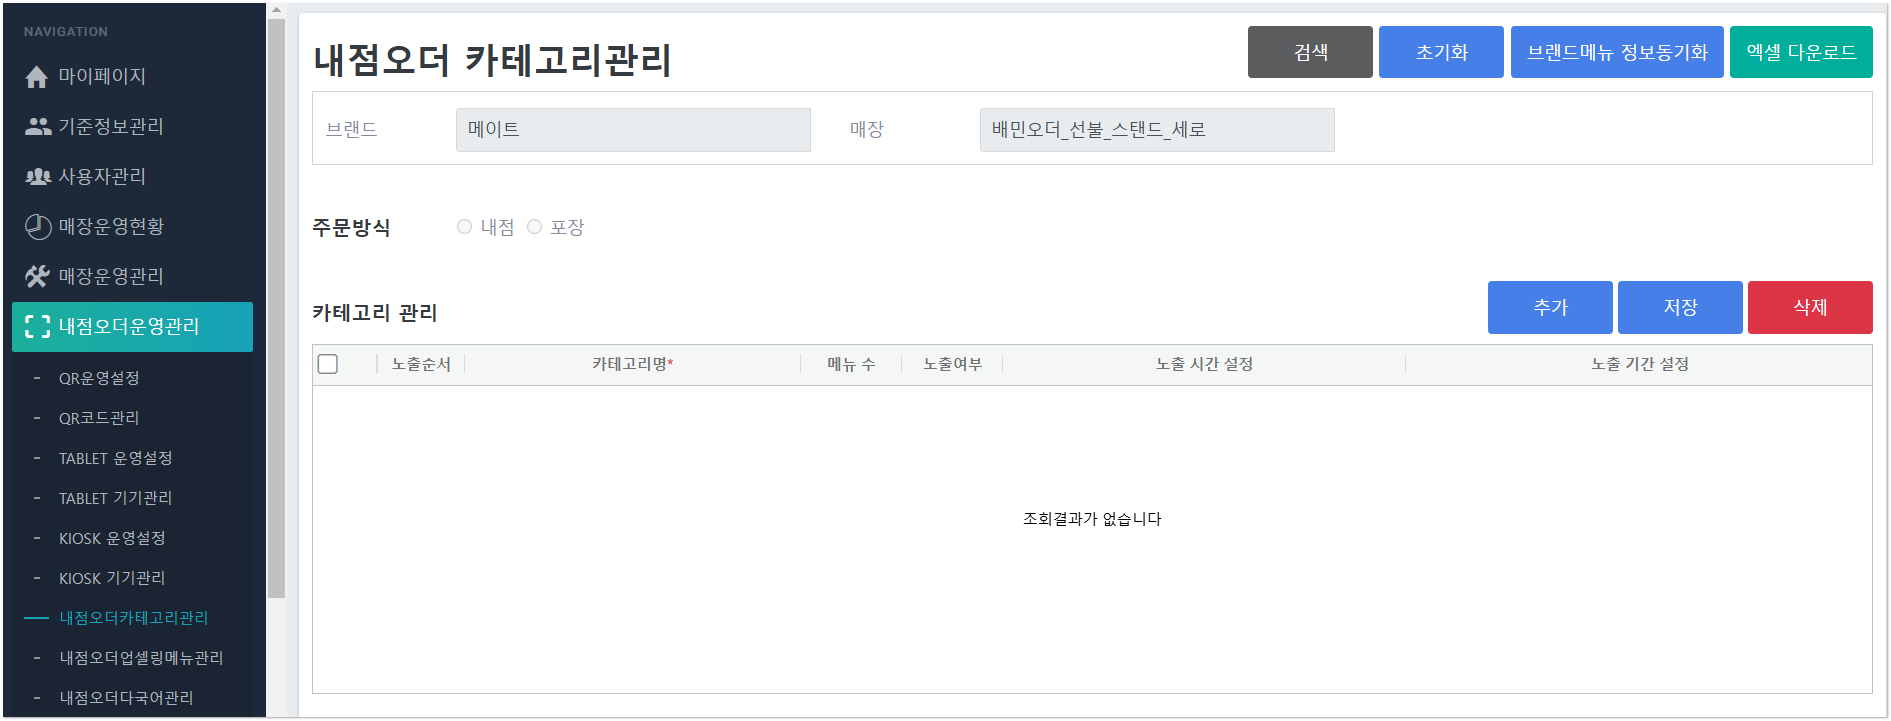 NAVIGATION
마이페이지
기준정보관리
사용자관리
매장운영현황
매장운영관리
내점오더운영관리
- QR운영설정
- QR코드관리
- TABLET 운영설정
- TABLET 기기관리
- KIOSK 운영설정
- KIOSK 기기관리
내점오더카테고리관리
- 내점오더업셀링메뉴관리
- 내점오더다국어관리
내점오더 카테고리관리
검색 초기화 브랜드메뉴 정보동기화 엑셀 다운로드
브랜드 메이트 매장 배민오더_선불_스탠드_세로
주문방식 내점 포장
카테고리 관리
추가 저장 삭제
노출순서 카테고리명* 메뉴 수 노출여부 노출 시간 설정 노출 기간 설정
조회결과가 없습니다